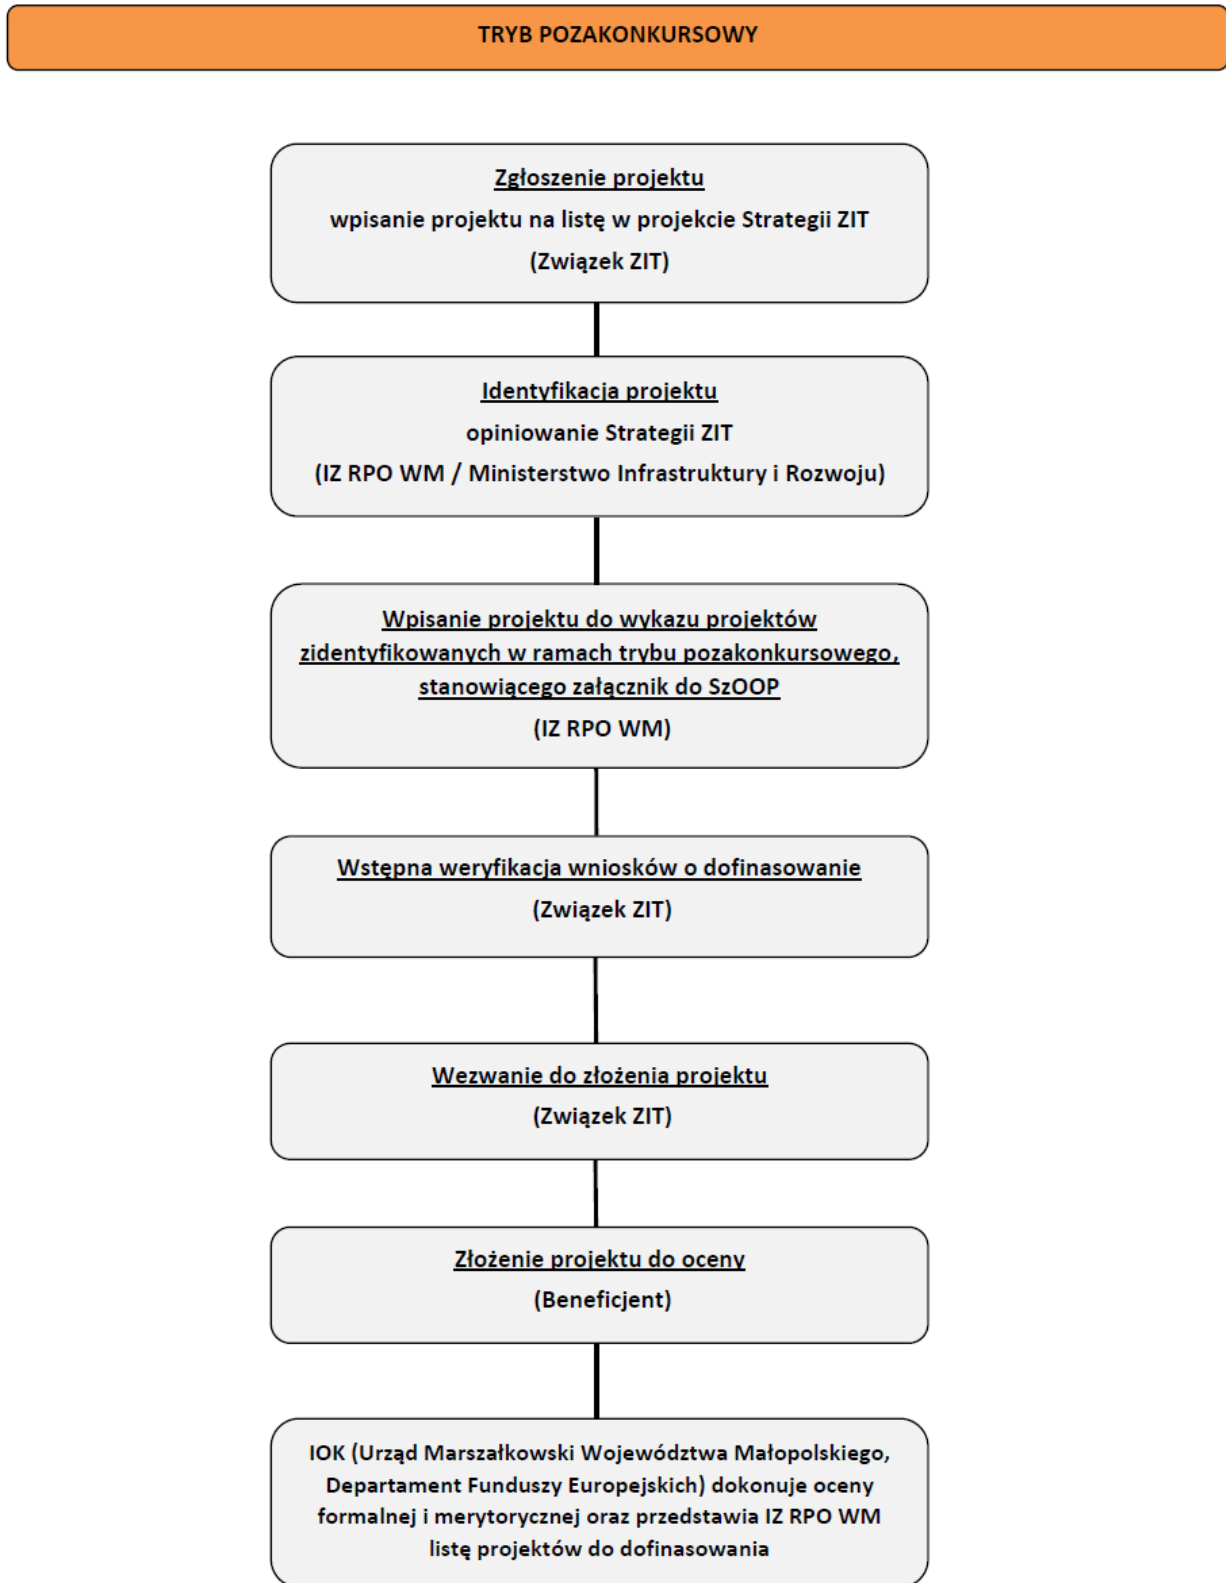 TRYB POZAKONKURSOWY
Zgłoszenie projektu
wpisanie projektu na listę w projekcie Strategii ZIT
(Związek ZIT)
Identyfikacja projektu
opiniowanie Strategii ZIT
(IZ RPO WM / Ministerstwo Infrastruktury i Rozwoju)
Wpisanie projektu do wykazu projektów
zidentyfikowanych w ramach trybu pozakonkursowego,
stanowiącego załącznik do SzOOP
(IZ RPO WM)
Wstępna weryfikacja wniosków o dofinasowanie
(Związek ZIT)
Wezwanie do złożenia projektu
(Związek ZIT)
Złożenie projektu do oceny
(Beneficjent)
IOK (Urząd Marszałkowski Województwa Małopolskiego,
Departament Funduszy Europejskich) dokonuje oceny
formalnej i merytorycznej oraz przedstawia IZ RPO WM
listę projektów do dofinasowania